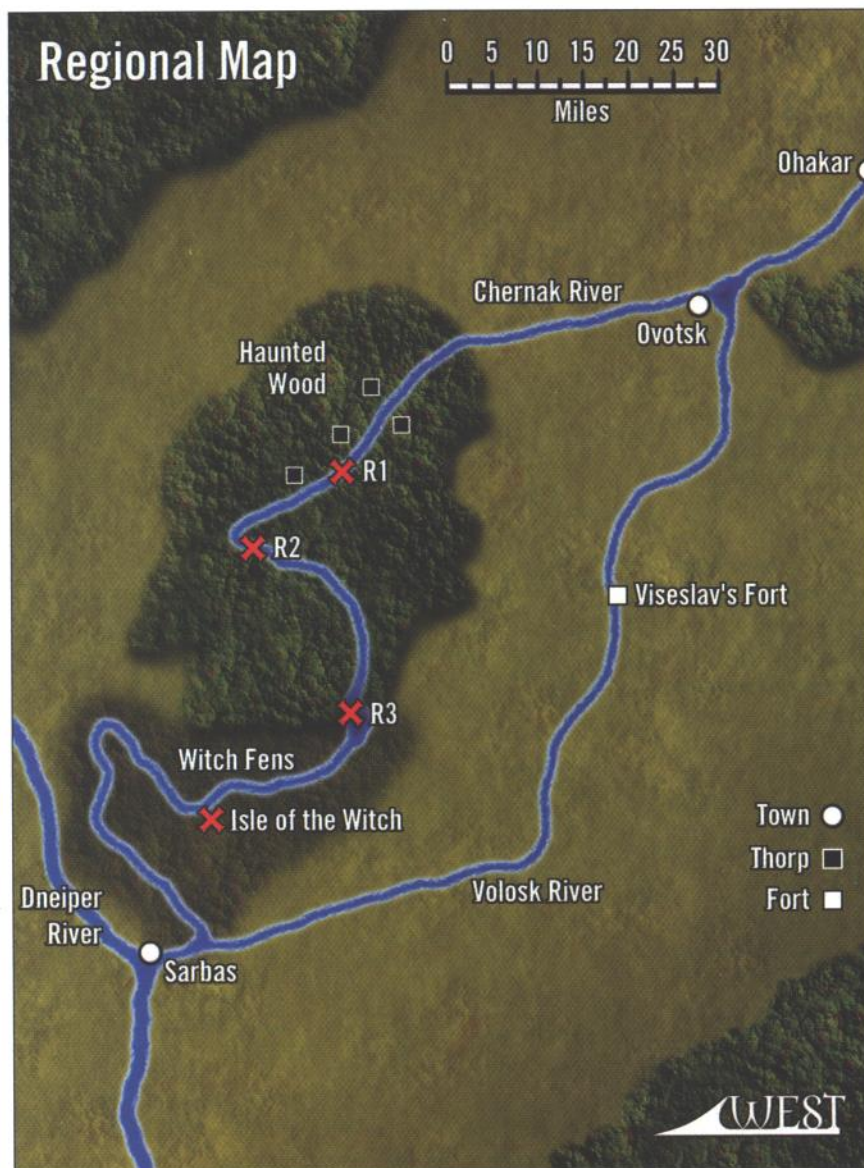 Regional Map
0 5 10 15 20 25 30
Miles
Ohakar
Chernak River
Ovotsk
Haunted
Wood
R1
R2
Viseslav's Fort
R3
Witch Fens
Isle of the Witch
Town
Thorp
Fort
Volosk River
Dneiper
River
Sarbas
WEST